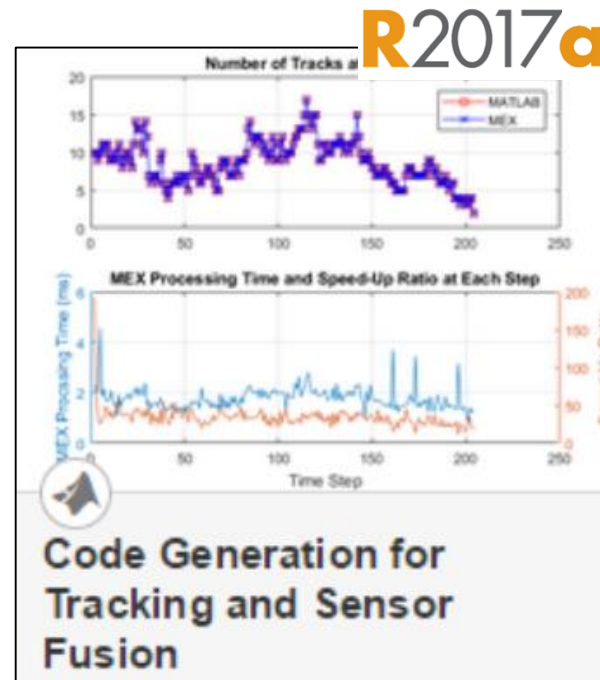 R2017a
Number of Tracks at
20
15
10
5
0
MATLAB
MEX
0 50 100 150 200 250
MEX Processing Time and Speed-Up Ratio at Each Step
MEX Procssing Time (ms)
6
4
2
0
200
150
100
50
0
0 50 100 150 200 250
Time Step
Code Generation for
Tracking and Sensor
Fusion